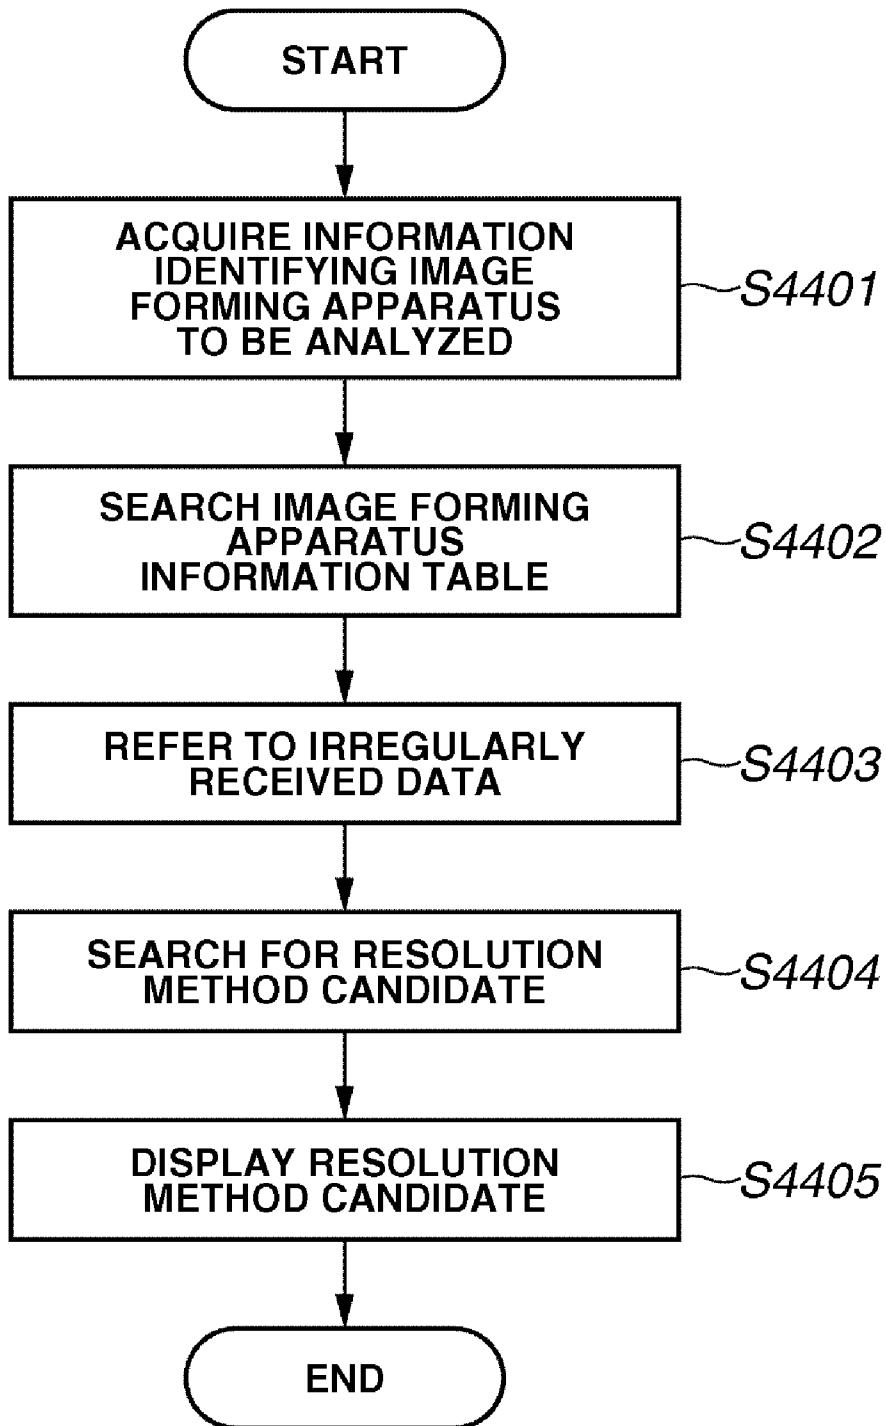 START
ACQUIRE INFORMATION
IDENTIFYING IMAGE
FORMING APPARATUS
TO BE ANALYZED
S4401
SEARCH IMAGE FORMING
APPARATUS
INFORMATION TABLE
S4402
REFER TO IRREGULARLY
RECEIVED DATA
S4403
SEARCH FOR RESOLUTION
METHOD CANDIDATE
S4404
DISPLAY RESOLUTION
METHOD CANDIDATE
S4405
END